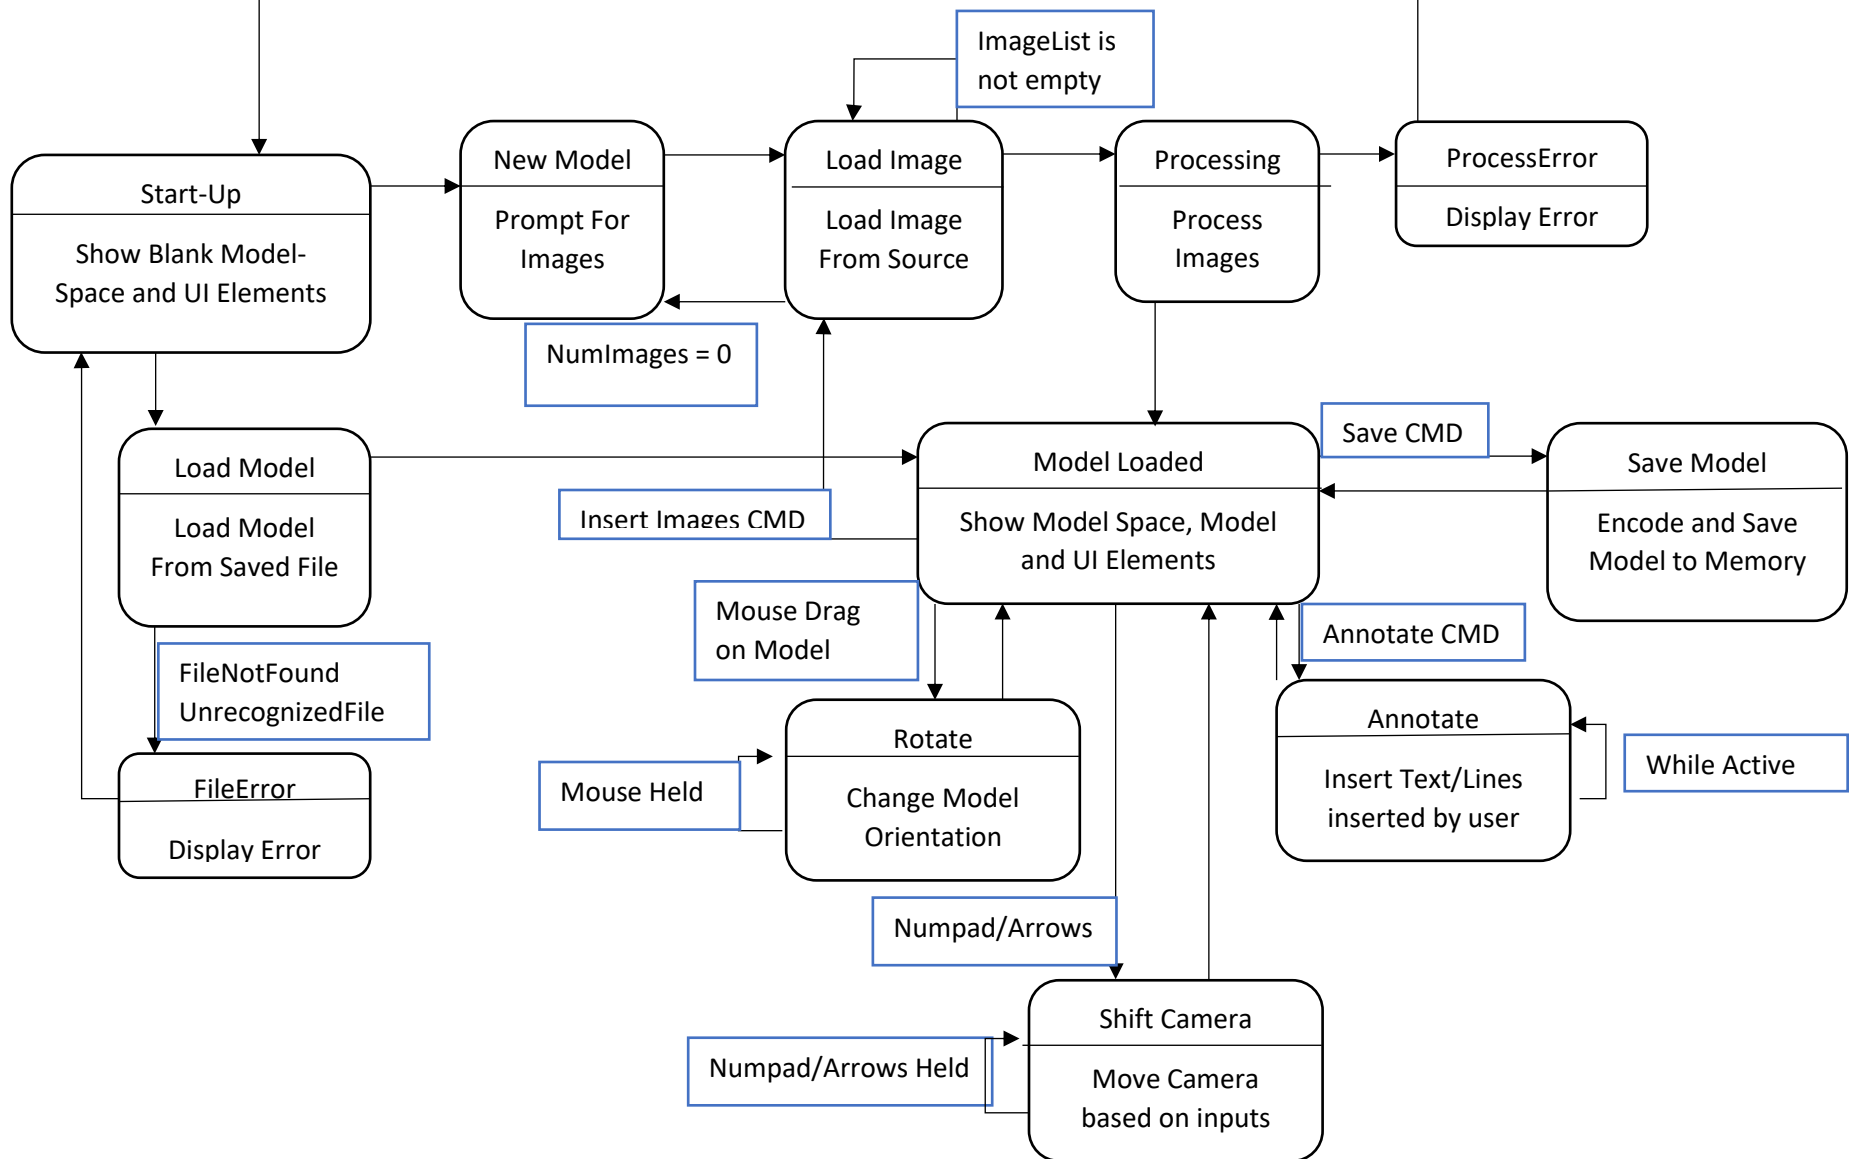 ImageList is
not empty
Start-Up
Show Blank Model-
Space and UI Elements
New Model
Prompt For
Images
Load Image
Load Image
From Source
Processing
Process
Images
ProcessError
Display Error
NumImages = 0
Load Model
Load Model
From Saved File
Insert Images CMD
Model Loaded
Show Model Space, Model
and UI Elements
Save CMD
Save Model
Encode and Save
Model to Memory
FileNotFound
UnrecognizedFile
Mouse Drag
on Model
Annotate CMD
FileError
Display Error
Mouse Held
Rotate
Change Model
Orientation
Annotate
Insert Text/Lines
inserted by user
While Active
Numpad/Arrows
Numpad/Arrows Held
Shift Camera
Move Camera
based on inputs